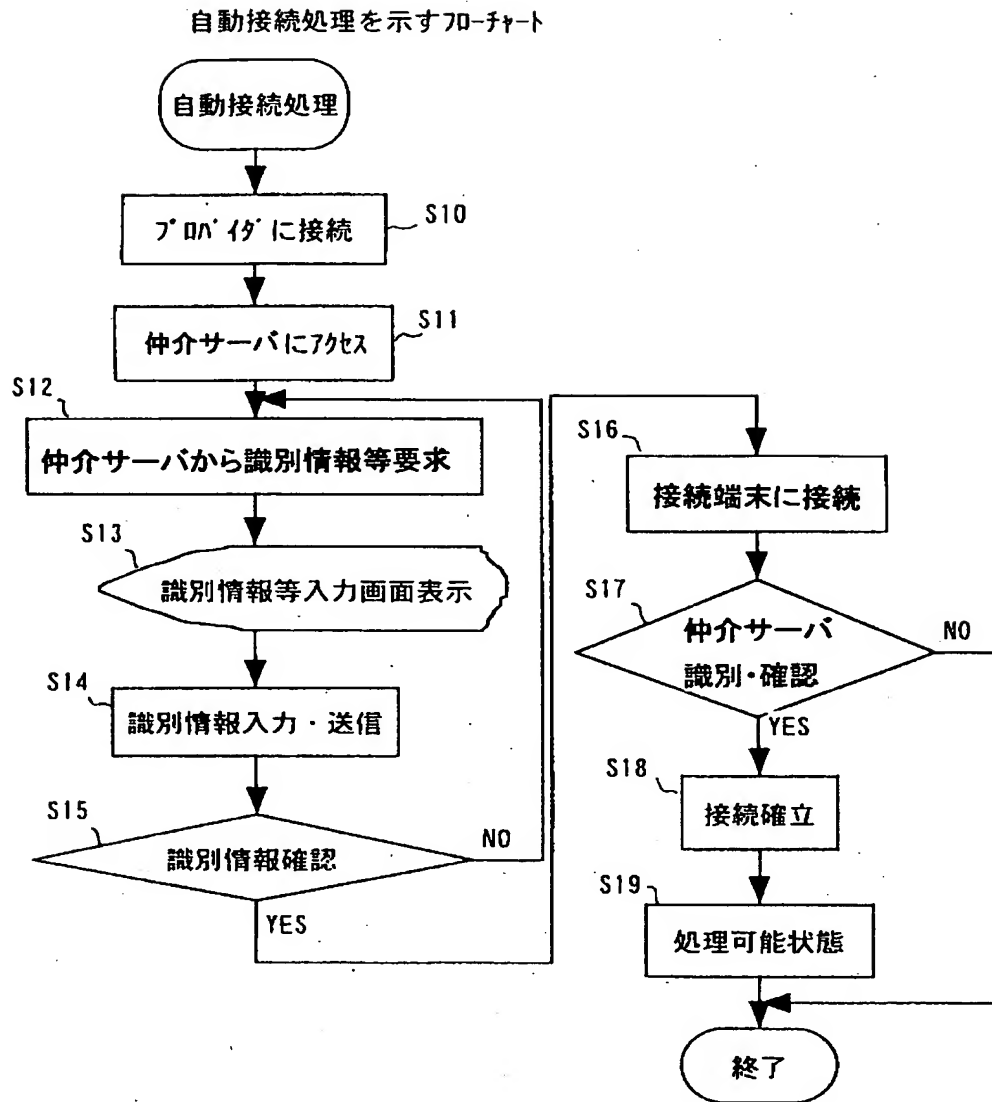 自動接続処理を示すフローチャート
自動接続処理
プロバイダに接続
S10
仲介サーバにアクセス
S11
S12
仲介サーバから識別情報等要求
S13
識別情報等入力画面表示
S14
識別情報入力・送信
S15
識別情報確認
NO
YES
S16
接続端末に接続
S17
仲介サーバ
識別・確認
NO
YES
S18
接続確立
S19
処理可能状態
終了